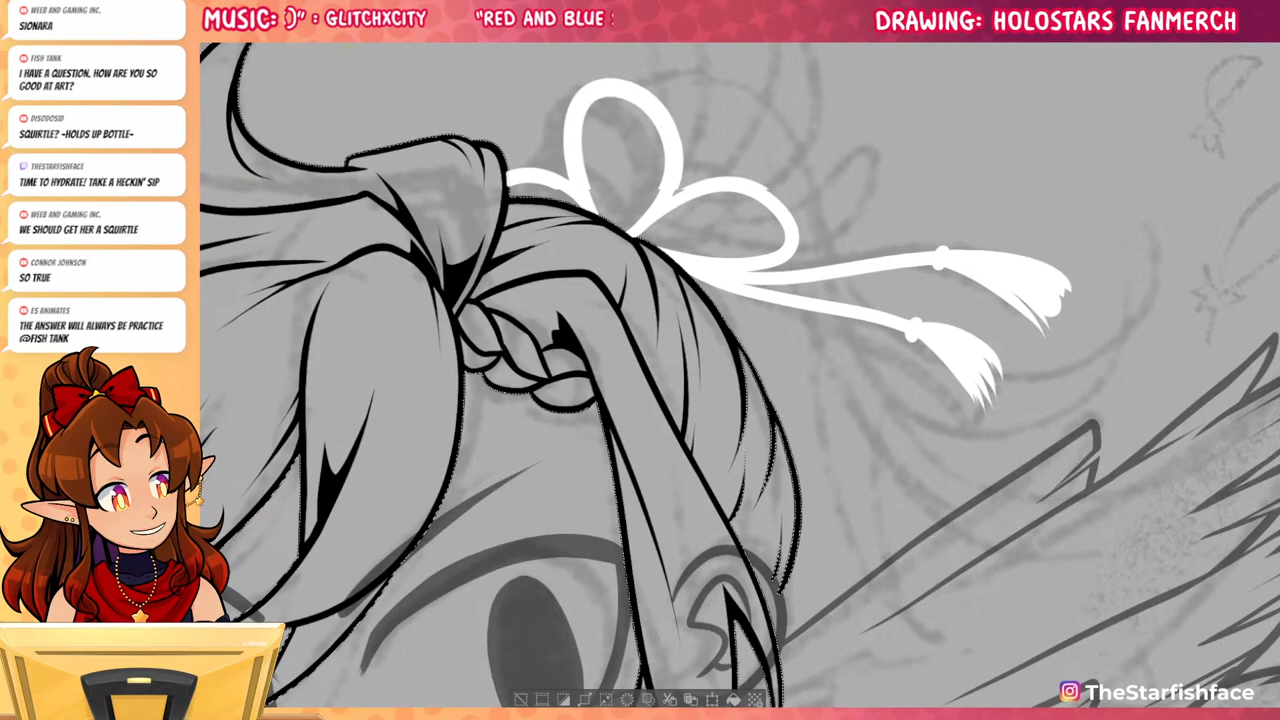 MUSIC: :)" : GLITCHXCITY "RED AND BLUE :
DRAWING: HOLOSTARS FANMERCH
WEEB AND GAMING INC.
SIONARA
FISH TANK
I HAVE A QUESTION. HOW ARE YOU SO
GOOD AT ART?
DISODOSID
SQUIRTLE? -HOLDS UP BOTTLE-
THESTARFISHFACE
TIME TO HYDRATE! TAKE A HECKIN' SIP
WEEB AND GAMING INC.
WE SHOULD GET HER A SQUIRTLE
CONNOR JOHNSON
SO TRUE
ES ANIMATES
THE ANSWER WILL ALWAYS BE PRACTICE
@FISH TANK
TheStarfishface